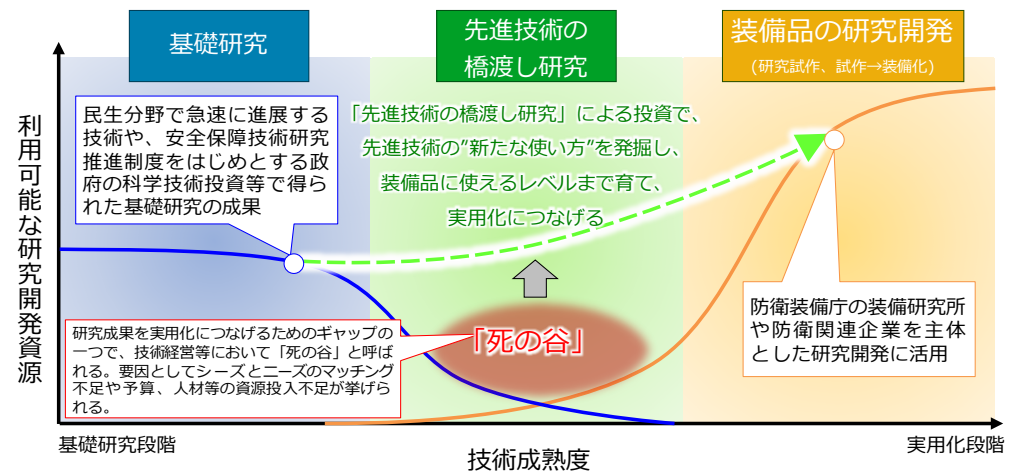 基礎研究
先進技術の
橋渡し研究
装備品の研究開発
(研究試作、試作→装備化)
利用可能な研究開発資源
民生分野で急速に進展する
技術や、安全保障技術研究
推進制度をはじめとする政
府の科学技術投資等で得ら
れた基礎研究の成果
「先進技術の橋渡し研究」による投資で、
先進技術の”新たな使い方”を発掘し、
装備品に使えるレベルまで育て、
実用化につなげる
研究成果を実用化につなげるためのギャップの
一つで、技術経営等において「死の谷」と呼ば
れる。要因としてシーズとニーズのマッチング
不足や予算、人材等の資源投入不足が挙げら
れる。
「死の谷」
防衛装備庁の装備研究所
や防衛関連企業を主体
とした研究開発に活用
基礎研究段階
技術成熟度
実用化段階